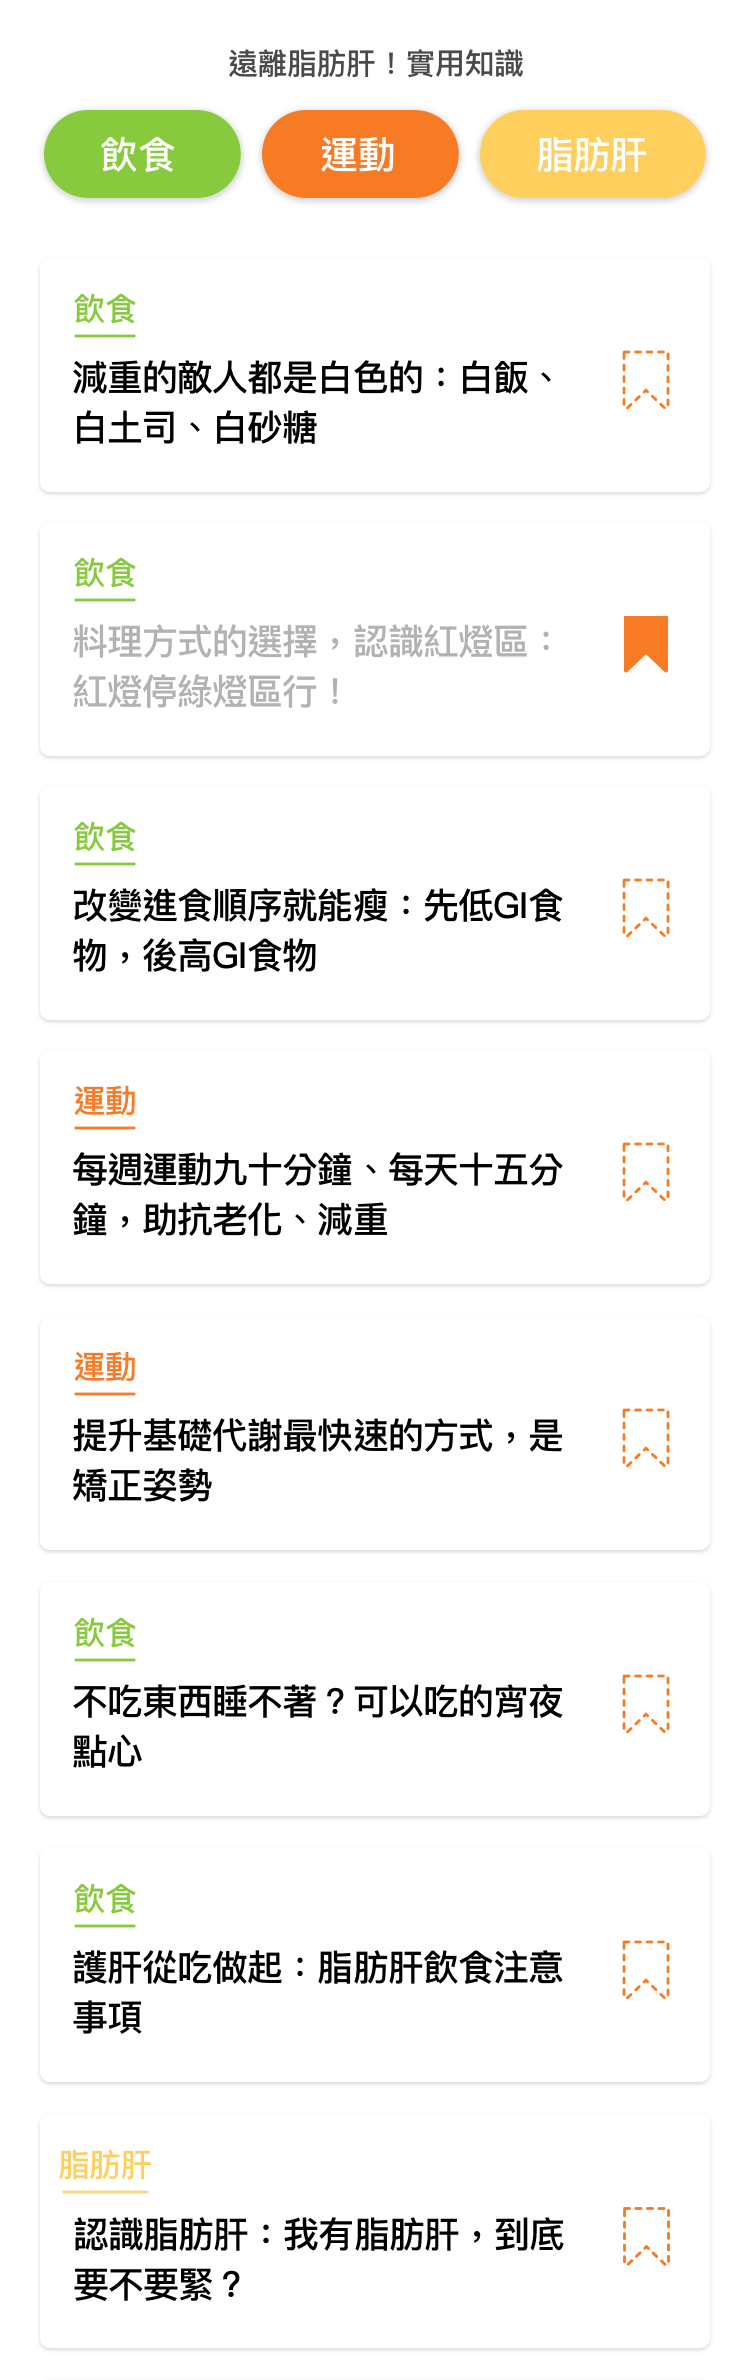 遠離脂肪肝！實用知識
飲食
運動
脂肪肝
飲食
減重的敵人都是白色的：白飯、
白土司、白砂糖
飲食
料理方式的選擇，認識紅燈區：
紅燈停綠燈區行！
飲食
改變進食順序就能瘦：先低GI食
物，後高GI食物
運動
每週運動九十分鐘、每天十五分
鐘，助抗老化、減重
運動
提升基礎代謝最快速的方式，是
矯正姿勢
飲食
不吃東西睡不著？可以吃的宵夜
點心
飲食
護肝從吃做起：脂肪肝飲食注意
事項
脂肪肝
認識脂肪肝：我有脂肪肝，到底
要不要緊？